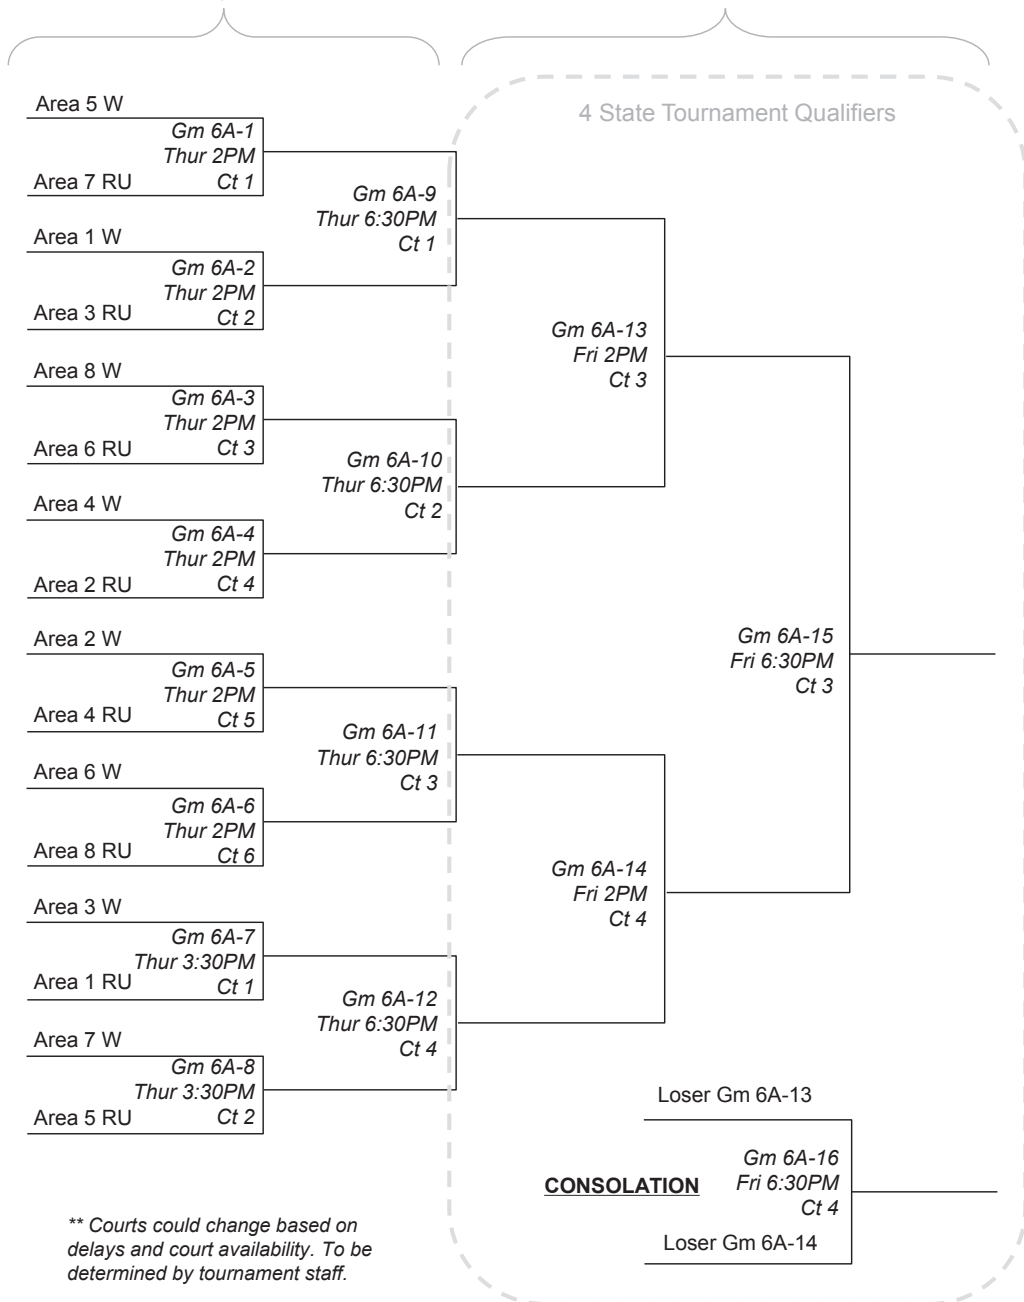 4 State Tournament Qualifiers
Area 5 W
Gm 6A-1
Thur 2PM
Area 7 RU
Ct 1
Gm 6A-9
Thur 6:30PM
Ct 1
Area 1 W
Gm 6A-2
Thur 2PM
Area 3 RU
Ct 2
Gm 6A-13
Fri 2PM
Ct 3
Area 8 W
Gm 6A-3
Thur 2PM
Area 6 RU
Ct 3
Gm 6A-10
Thur 6:30PM
Ct 2
Area 4 W
Gm 6A-4
Thur 2PM
Area 2 RU
Ct 4
Gm 6A-15
Fri 6:30PM
Ct 3
Area 2 W
Gm 6A-5
Thur 2PM
Area 4 RU
Ct 5
Gm 6A-11
Thur 6:30PM
Ct 3
Area 6 W
Gm 6A-6
Thur 2PM
Area 8 RU
Ct 6
Gm 6A-14
Fri 2PM
Ct 4
Area 3 W
Gm 6A-7
Thur 3:30PM
Area 1 RU
Ct 1
Gm 6A-12
Thur 6:30PM
Ct 4
Area 7 W
Gm 6A-8
Thur 3:30PM
Area 5 RU
Ct 2
Loser Gm 6A-13
Gm 6A-16
CONSOLATION
Fri 6:30PM
Ct 4
Loser Gm 6A-14
** Courts could change based on
delays and court availability. To be
determined by tournament staff.